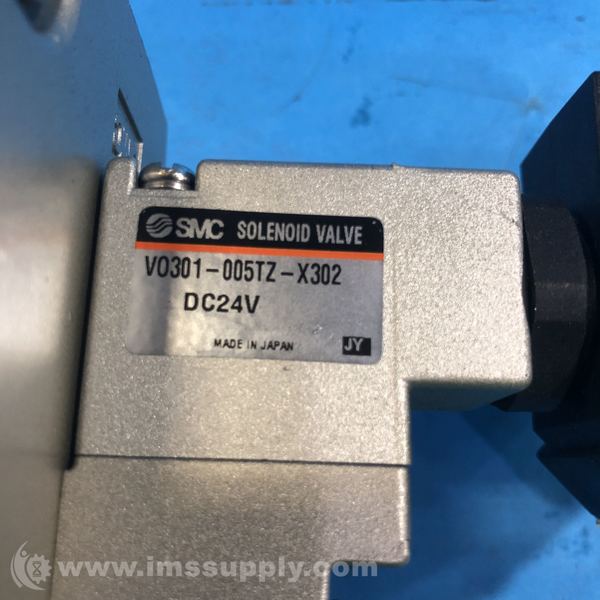 SMC SOLENOID VALVE
VO301-005TZ-X302
DC24V
MADE IN JAPAN JY
www.imssupply.com